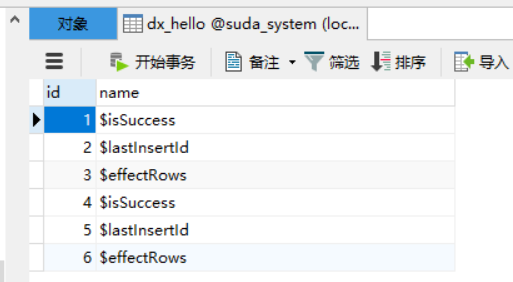 对象 dx_hello @suda_system (loc...
开始事务 备注 筛选 排序 导入
id name
1 $isSuccess
2 $lastInsertId
3 $effectRows
4 $isSuccess
5 $lastInsertId
6 $effectRows